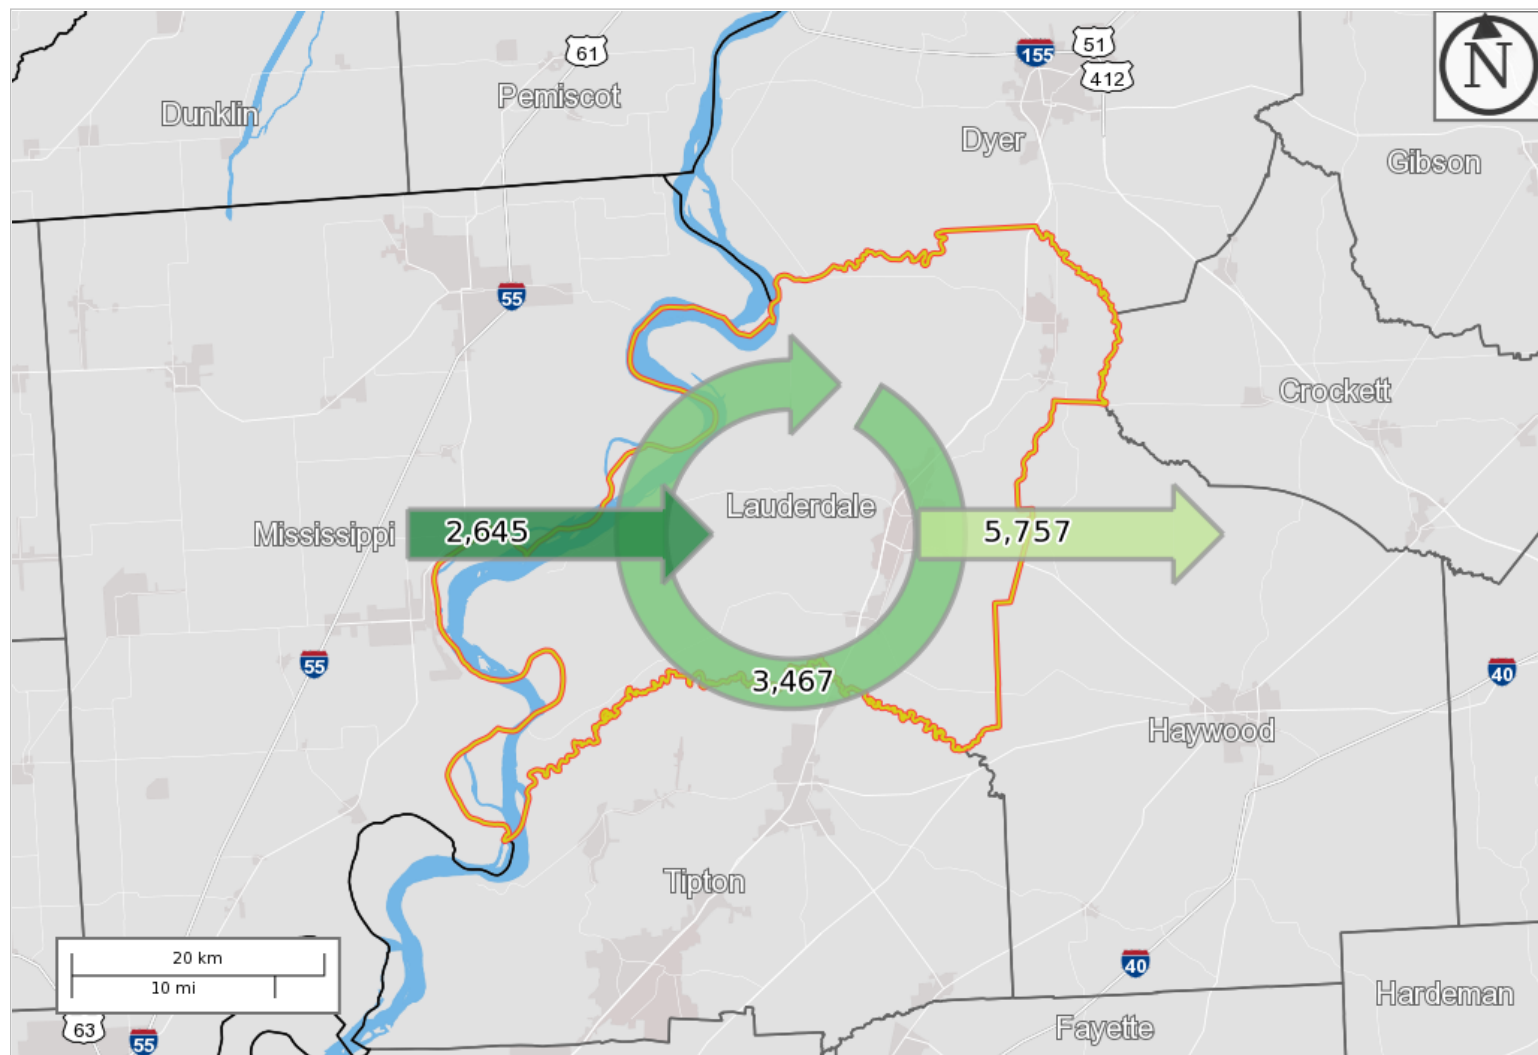 61
51
155
412
N
Dunklin
Pemiscot
Dyer
Gibson
55
Crockett
Lauderdale
Mississippi
2,645
5,757
55
3,467
40
Haywood
Tipton
20 km
10 mi
40
Hardeman
63
55
Fayette